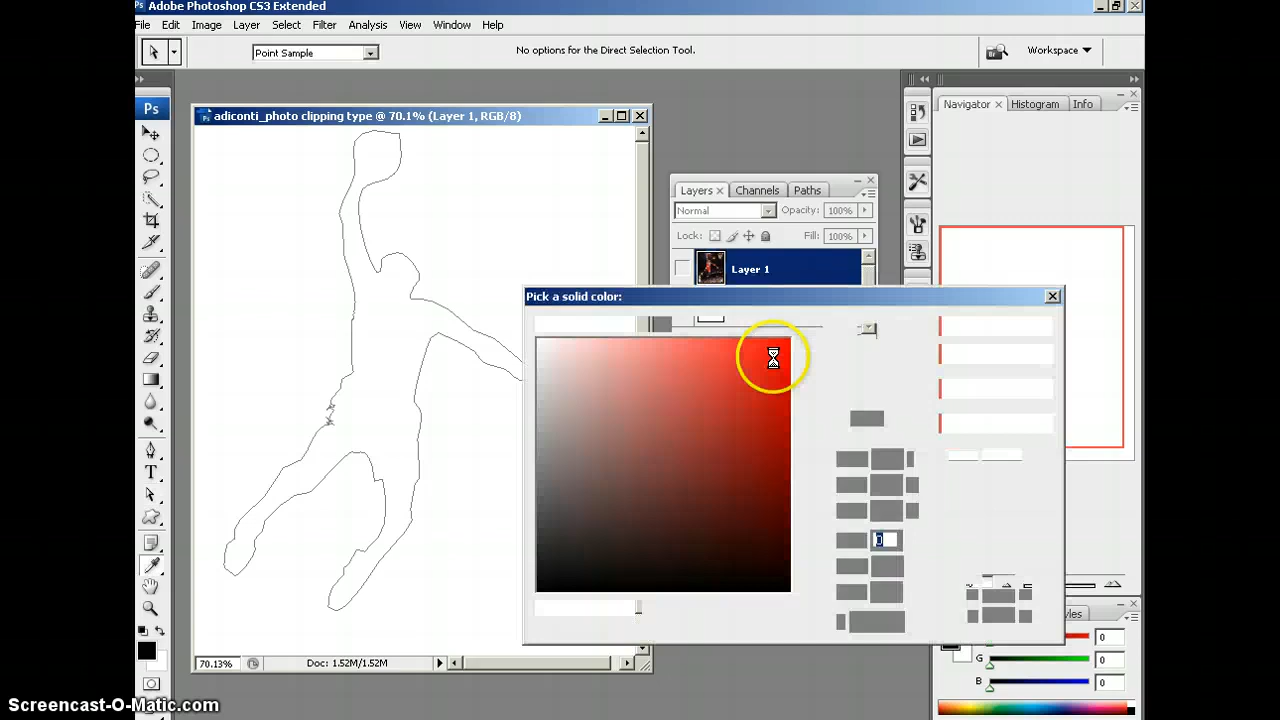 Adobe Photoshop CS3 Extended
File Edit Image Layer Select Filter Analysis View Window Help
Point Sample
No options for the Direct Selection Tool.
Workspace
Ps
adiconti_photo clipping type @ 70.1% (Layer 1, RGB/8)
Navigator Histogram Info
Layers Channels Paths
Normal Opacity: 100%
Lock: Fill: 100%
Layer 1
Pick a solid color:
0
T
70.13% Doc: 1.52M/1.52M
0
G 0
B 0
Screencast-O-Matic.com